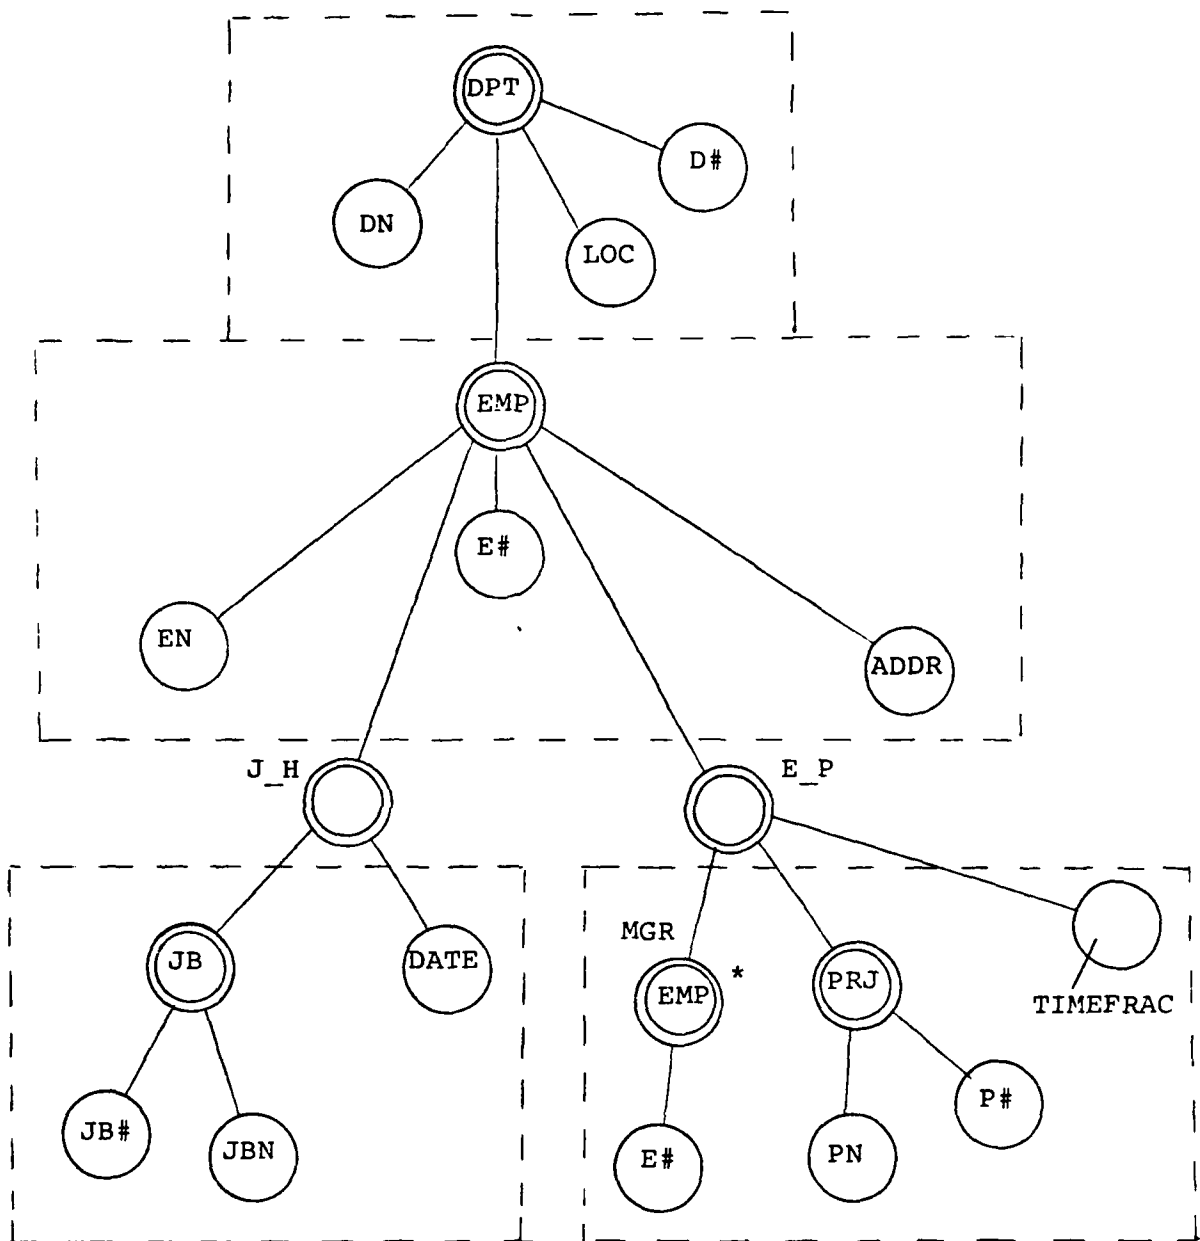 DPT
D#
DN
LOC
EMP
E#
EN
ADDR
J_H
E_P
MGR
JB
DATE
EMP
*
PRJ
TIMEFRAC
JB#
JBN
E#
PN
P#